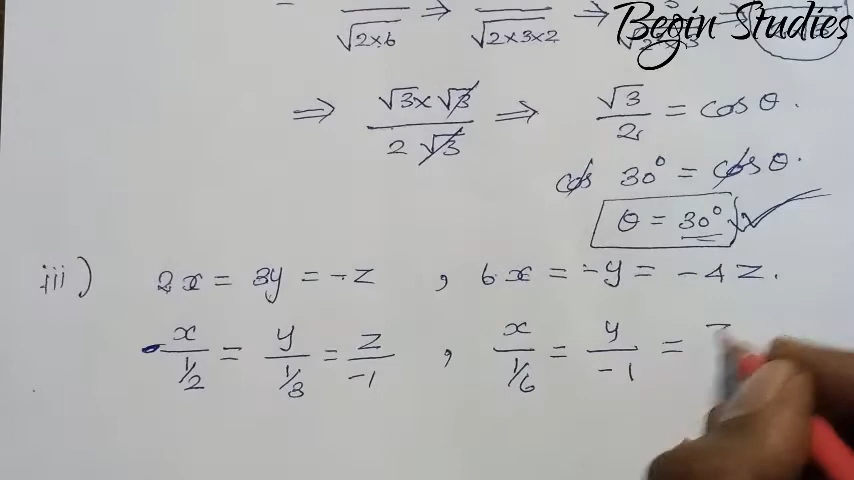 Begin Studies
⇒ ⇒
√2×6 √2×3×2
⇒ √3×√3 / 2√3 ⇒ √3/2 = cos θ.
cos 30° = cos θ.
θ = 30°
iii) 2x = 3y = -z , 6x = -y = -4z.
x / 1/2 = y / 1/3 = z / -1 , x / 1/6 = y / -1 = z